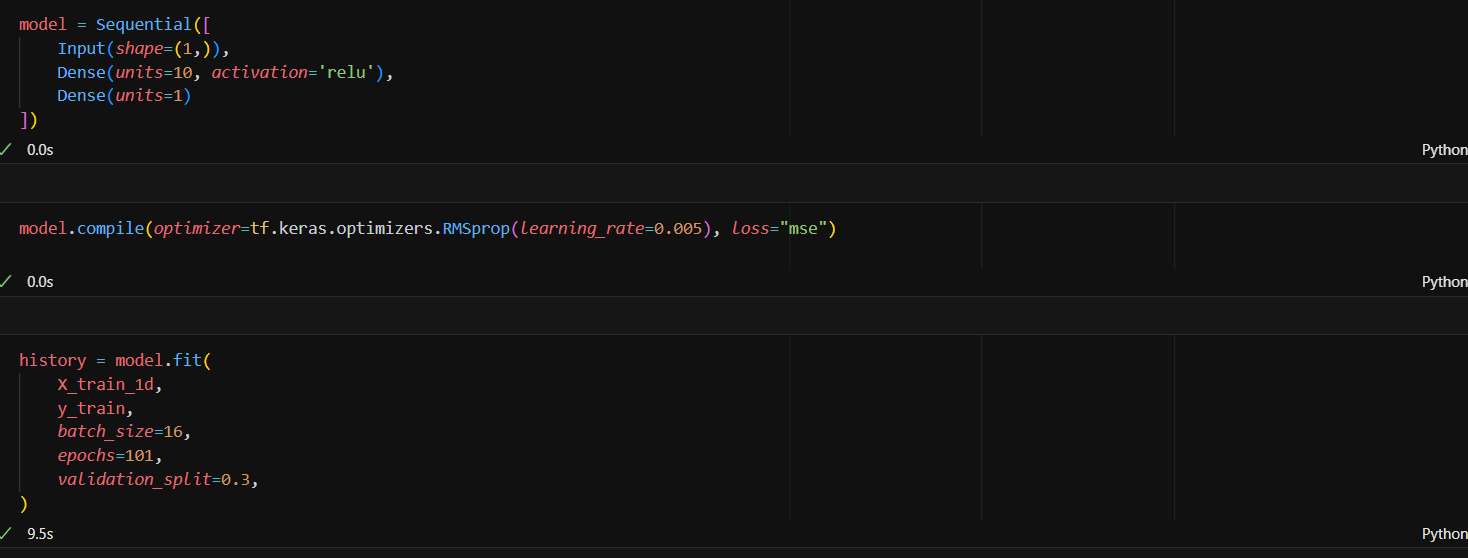 model = Sequential([
    Input(shape=(1,)),
    Dense(units=10, activation='relu'),
    Dense(units=1)
])
✓ 0.0s Python
model.compile(optimizer=tf.keras.optimizers.RMSprop(learning_rate=0.005), loss="mse")
✓ 0.0s Python
history = model.fit(
    X_train_1d,
    y_train,
    batch_size=16,
    epochs=101,
    validation_split=0.3,
)
✓ 9.5s Python